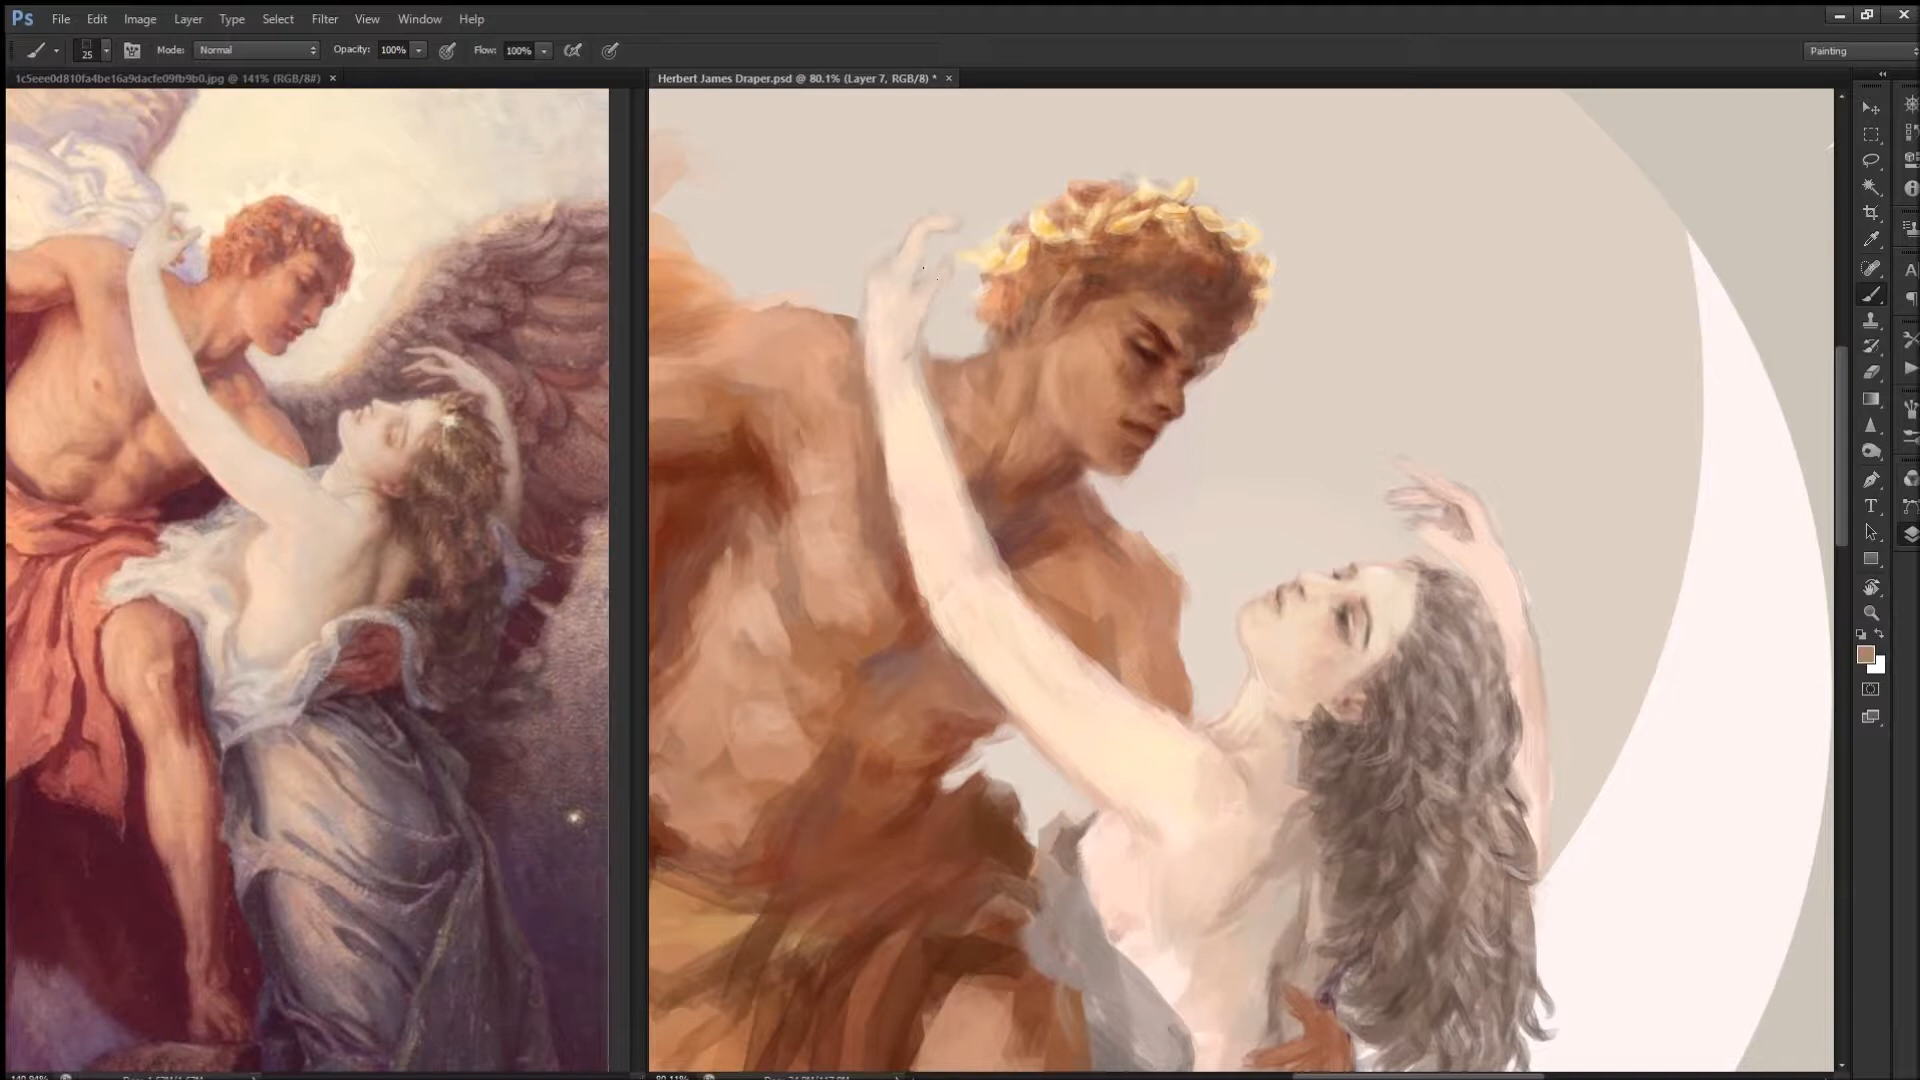 Ps File Edit Image Layer Type Select Filter View Window Help
25 Mode: Normal Opacity: 100% Flow: 100% Painting
1c5eee0d810fa4be16a9dacfe09fb9b0.jpg @ 141% (RGB/8#) × Herbert James Draper.psd @ 80.1% (Layer 7, RGB/8) * ×
A
T